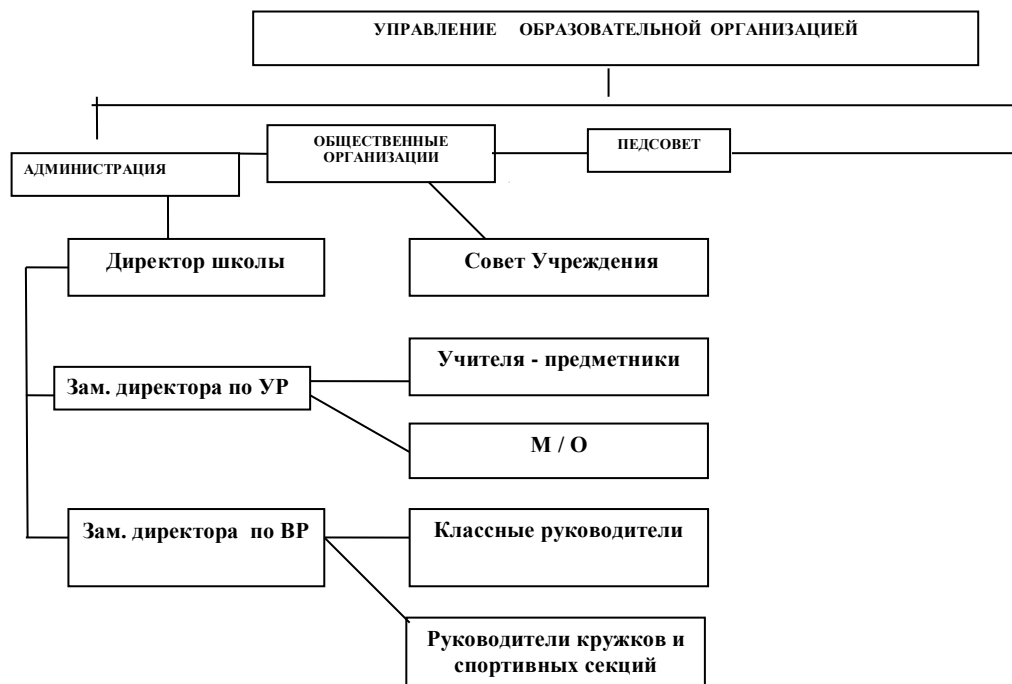 УПРАВЛЕНИЕ ОБРАЗОВАТЕЛЬНОЙ ОРГАНИЗАЦИЕЙ
АДМИНИСТРАЦИЯ
ОБЩЕСТВЕННЫЕ
ОРГАНИЗАЦИИ
ПЕДСОВЕТ
Директор школы
Совет Учреждения
Зам. директора по УР
Учителя - предметники
М / О
Зам. директора по ВР
Классные руководители
Руководители кружков и
спортивных секций